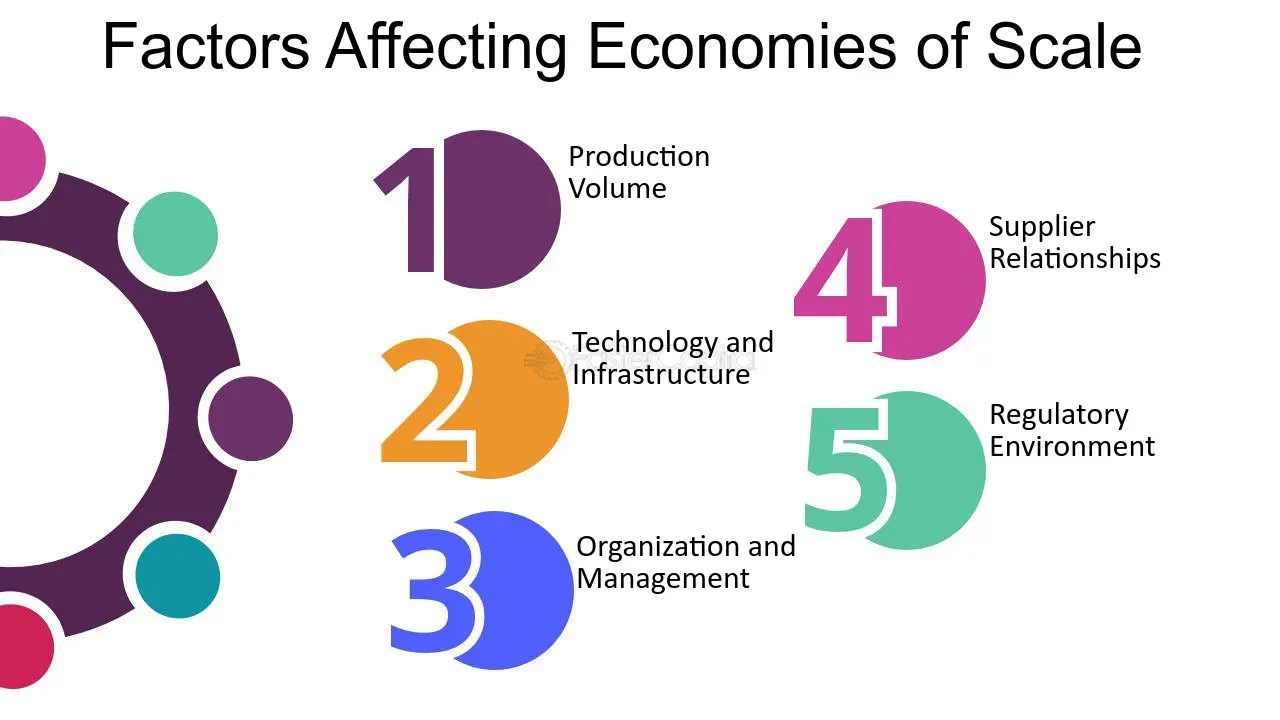 Factors Affecting Economies of Scale
1
Production
Volume
2
Technology and
Infrastructure
3
Organization and
Management
4
Supplier
Relationships
5
Regulatory
Environment